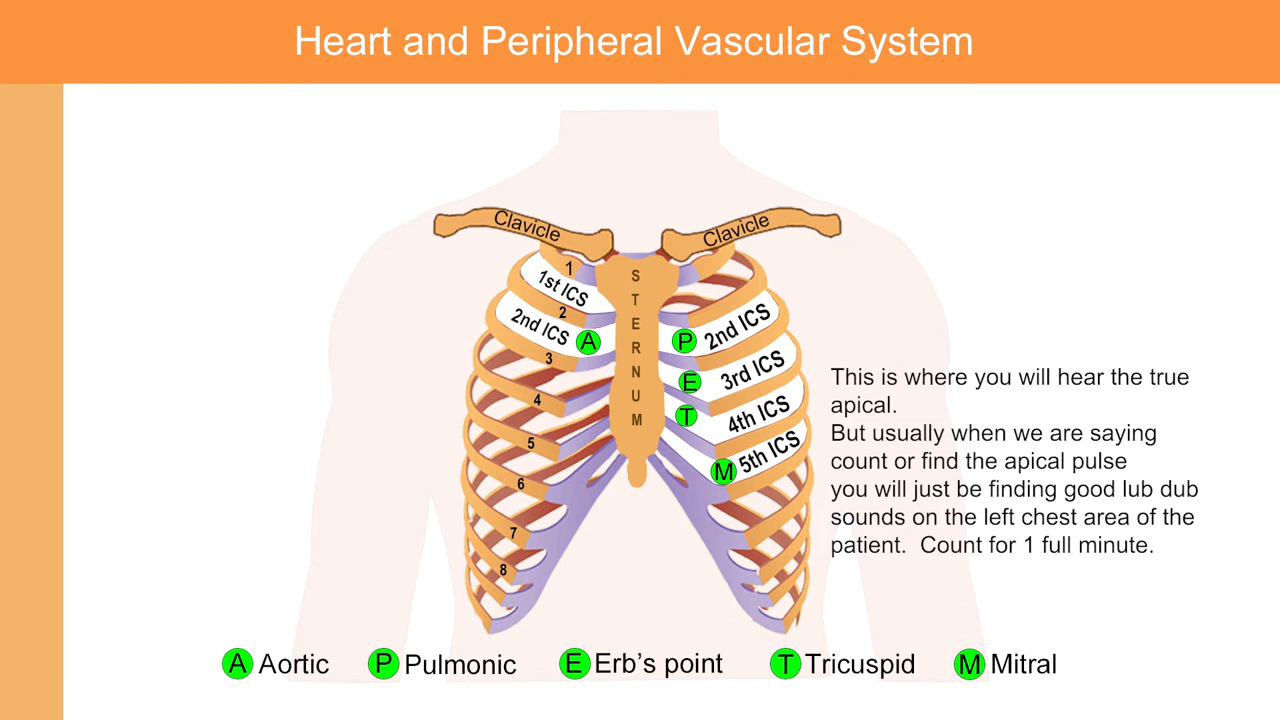 Heart and Peripheral Vascular System
Clavicle
Clavicle
1
1st ICS
2
2nd ICS
A
3
4
5
6
7
8
S
T
E
R
N
U
M
P
2nd ICS
E
3rd ICS
T
4th ICS
M
5th ICS
This is where you will hear the true
apical.
But usually when we are saying
count or find the apical pulse
you will just be finding good lub dub
sounds on the left chest area of the
patient. Count for 1 full minute.
A Aortic
P Pulmonic
E Erb's point
T Tricuspid
M Mitral